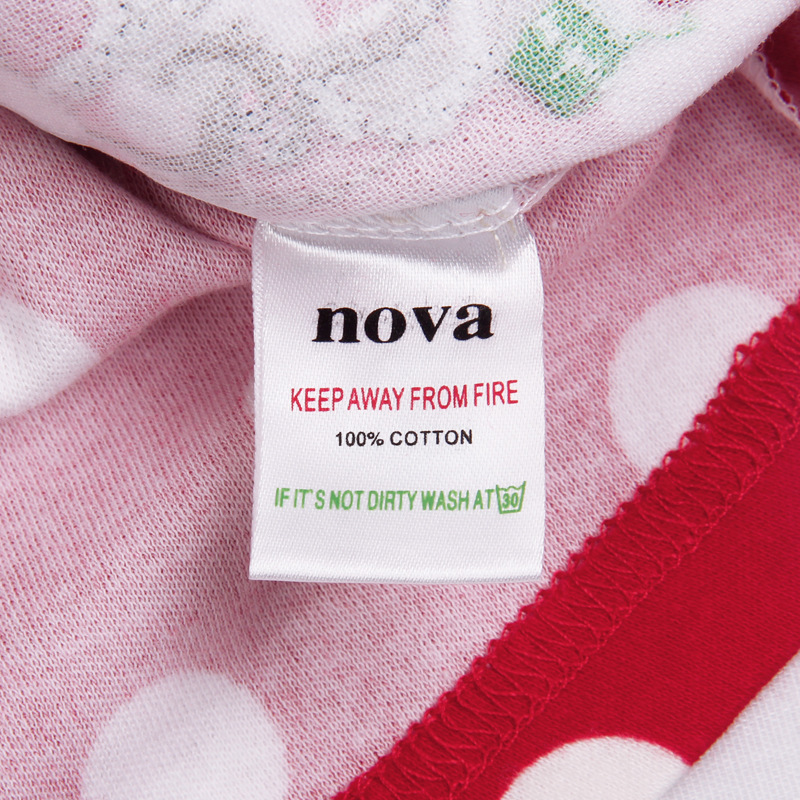 nova
KEEP AWAY FROM FIRE
100% COTTON
IF IT'S NOT DIRTY WASH AT 30